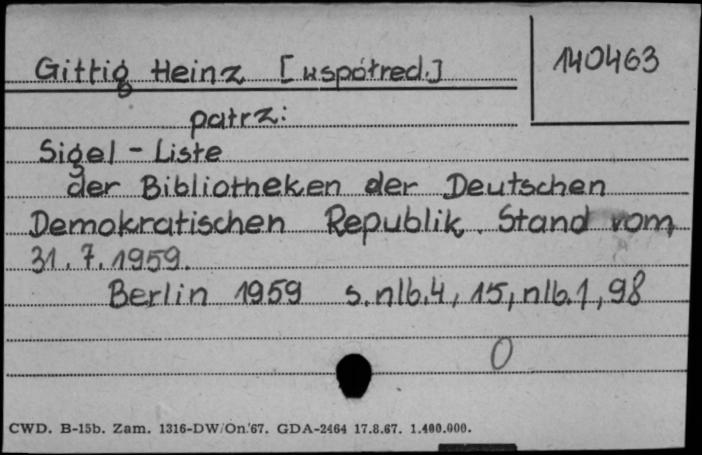 Gittig Heinz [współred.] 140463
patrz:
Sigel - Liste
der Bibliotheken der Deutschen
Demokratischen Republik. Stand vom
31.7.1959.
Berlin 1959 s.nlb.4, 15, nlb.1, 98
0
CWD. B-15b. Zam. 1316-DW/On.'67. GDA-2464 17.8.67. 1.400.000.